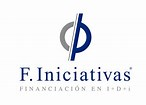 F. Iniciativas®
FINANCIACIÓN EN I+D+i